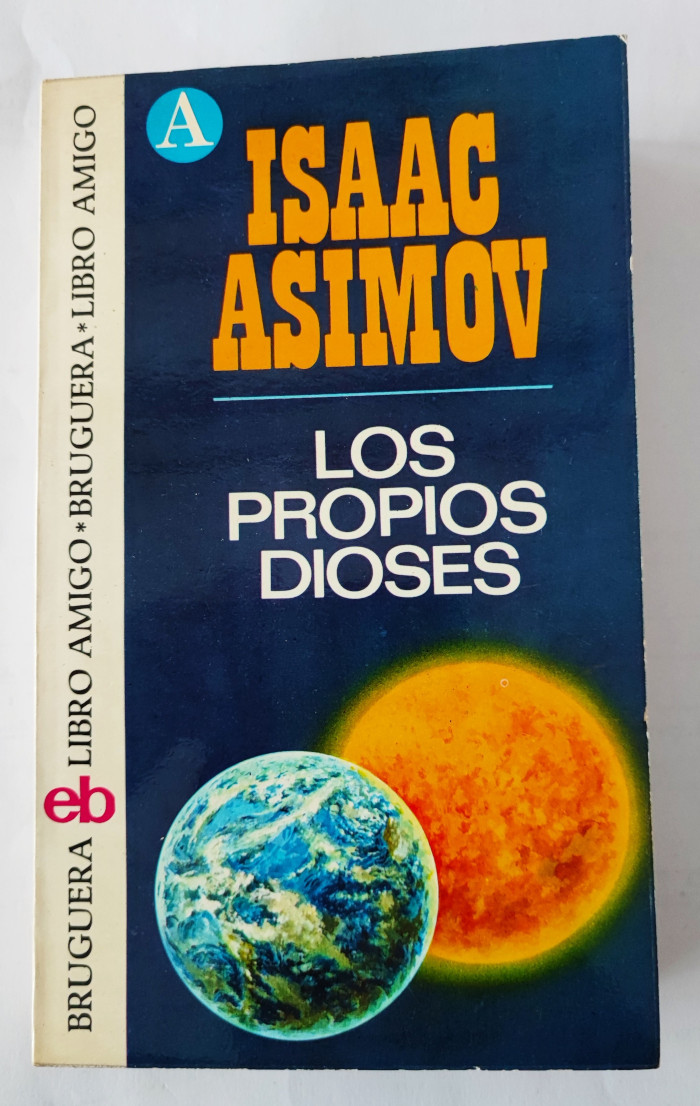 A
ISAAC
ASIMOV
LOS
PROPIOS
DIOSES
BRUGUERA eb LIBRO AMIGO * BRUGUERA * LIBRO AMIGO